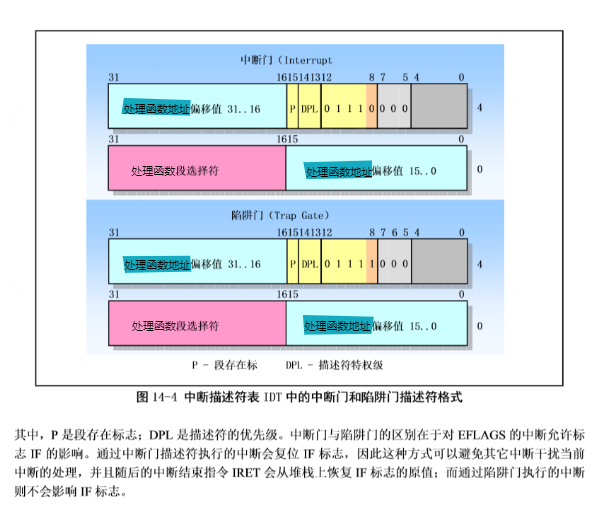 中断门（Interrupt
31 1615141312 8 7 5 4 0
处理函数地址偏移值 31..16 P DPL 0 1 1 1 0 0 0 0 4
31 1615 0
处理函数段选择符 处理函数地址偏移值 15..0 0
陷阱门（Trap Gate）
31 1615141312 8 7 6 5 4 0
处理函数地址偏移值 31..16 P DPL 0 1 1 1 1 0 0 0 4
31 1615 0
处理函数段选择符 处理函数地址偏移值 15..0 0
P - 段存在标 DPL - 描述符特权级
图 14-4 中断描述符表 IDT 中的中断门和陷阱门描述符格式
其中，P 是段存在标志；DPL 是描述符的优先级。中断门与陷阱门的区别在于对 EFLAGS 的中断允许标
志 IF 的影响。通过中断门描述符执行的中断会复位 IF 标志，因此这种方式可以避免其它中断干扰当前
中断的处理，并且随后的中断结束指令 IRET 会从堆栈上恢复 IF 标志的原值；而通过陷阱门执行的中断
则不会影响 IF 标志。